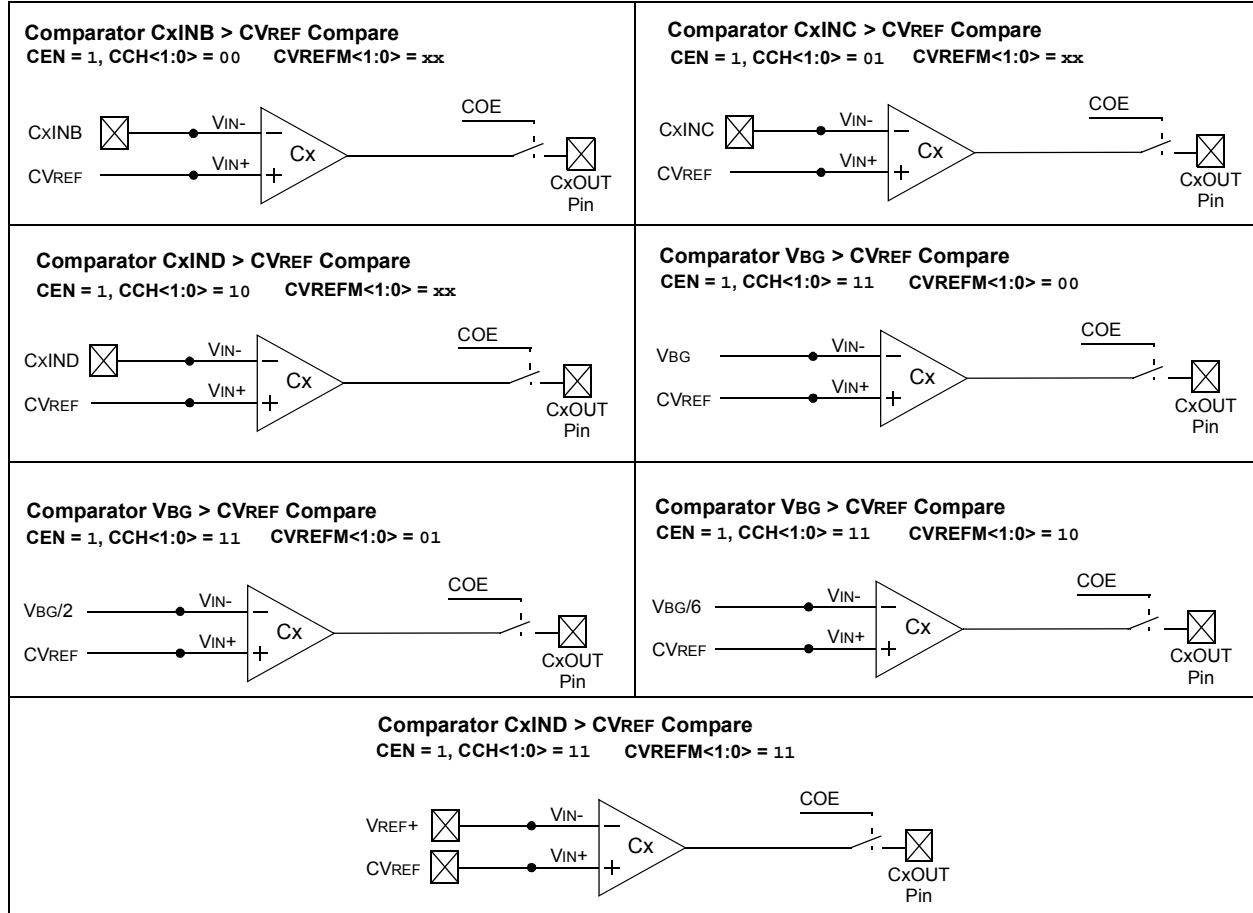 Comparator CxINB > CVREF Compare
CEN = 1, CCH<1:0> = 00 CVREFM<1:0> = xx
COE
CxINB VIN- −
Cx
CVREF VIN+ +
CxOUT
Pin
Comparator CxINC > CVREF Compare
CEN = 1, CCH<1:0> = 01 CVREFM<1:0> = xx
COE
CxINC VIN- −
Cx
CVREF VIN+ +
CxOUT
Pin
Comparator CxIND > CVREF Compare
CEN = 1, CCH<1:0> = 10 CVREFM<1:0> = xx
COE
CxIND VIN- −
Cx
CVREF VIN+ +
CxOUT
Pin
Comparator VBG > CVREF Compare
CEN = 1, CCH<1:0> = 11 CVREFM<1:0> = 00
COE
VBG VIN- −
Cx
CVREF VIN+ +
CxOUT
Pin
Comparator VBG > CVREF Compare
CEN = 1, CCH<1:0> = 11 CVREFM<1:0> = 01
COE
VBG/2 VIN- −
Cx
CVREF VIN+ +
CxOUT
Pin
Comparator VBG > CVREF Compare
CEN = 1, CCH<1:0> = 11 CVREFM<1:0> = 10
COE
VBG/6 VIN- −
Cx
CVREF VIN+ +
CxOUT
Pin
Comparator CxIND > CVREF Compare
CEN = 1, CCH<1:0> = 11 CVREFM<1:0> = 11
COE
VREF+ VIN- −
Cx
CVREF VIN+ +
CxOUT
Pin